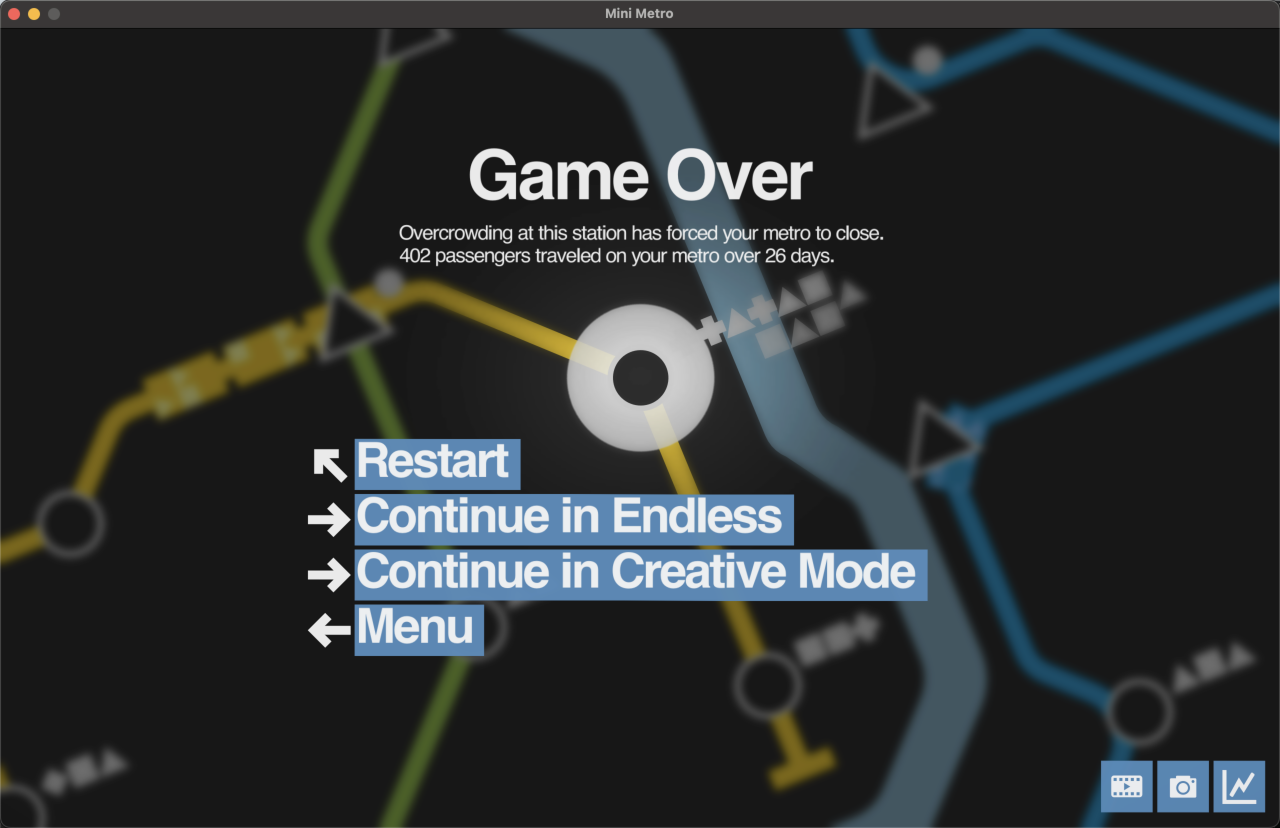 Mini Metro
Game Over
Overcrowding at this station has forced your metro to close.
402 passengers traveled on your metro over 26 days.
Restart
Continue in Endless
Continue in Creative Mode
Menu